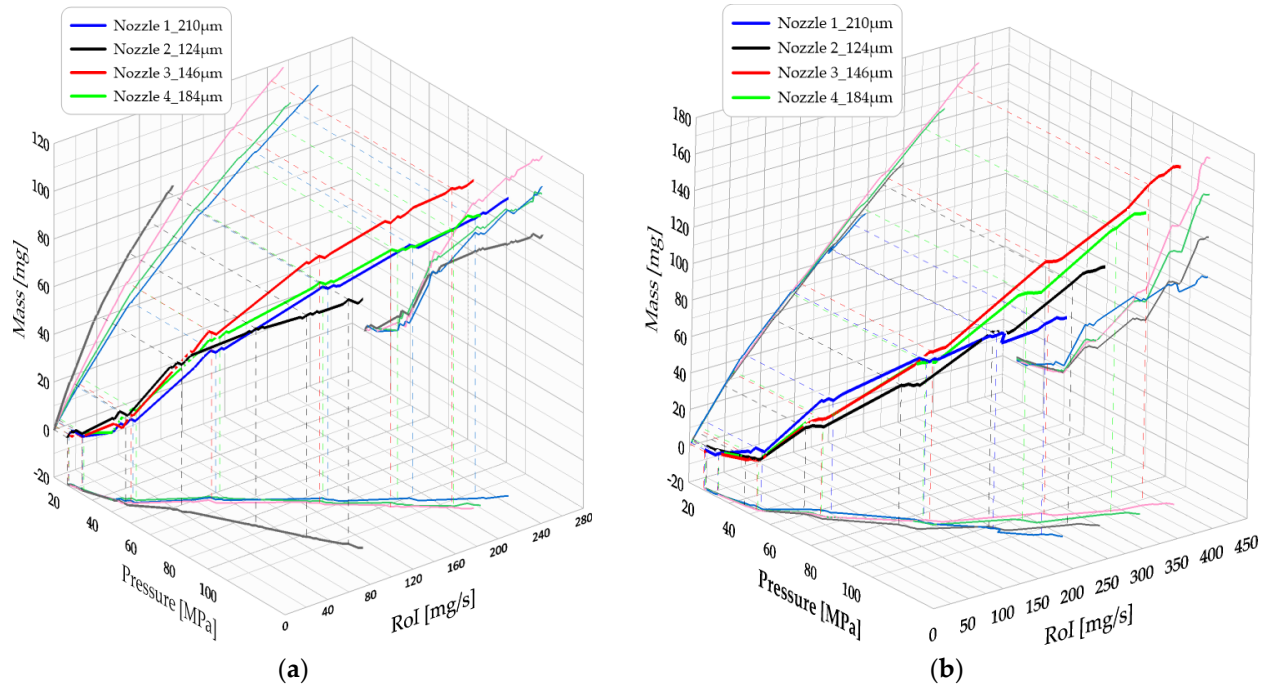 Nozzle 1_210μm
Nozzle 2_124μm
Nozzle 3_146μm
Nozzle 4_184μm
120
100
80
60
40
20
0
-20
Mass [mg]
20
40
60
80
100
Pressure [MPa]
0
40
80
120
160
200
240
280
RoI [mg/s]
(a)
Nozzle 1_210μm
Nozzle 2_124μm
Nozzle 3_146μm
Nozzle 4_184μm
180
160
140
120
100
80
60
40
20
0
-20
Mass [mg]
20
40
60
80
100
Pressure [MPa]
0
50
100
150
200
250
300
350
400
450
RoI [mg/s]
(b)